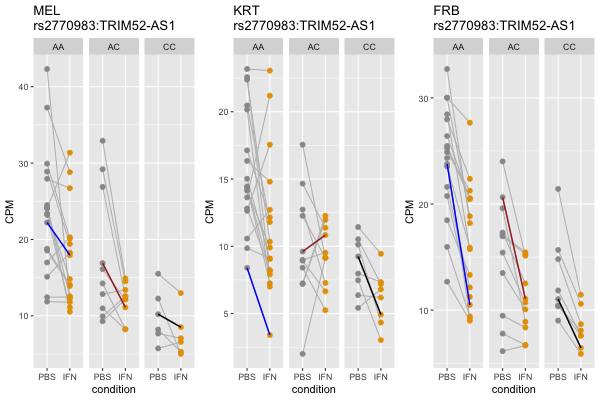 MEL
rs2770983:TRIM52-AS1
AA AC CC
40
30
20
10
CPM
PBS IFN PBS IFN PBS IFN
condition
KRT
rs2770983:TRIM52-AS1
AA AC CC
20
15
10
5
CPM
PBS IFN PBS IFN PBS IFN
condition
FRB
rs2770983:TRIM52-AS1
AA AC CC
30
20
10
CPM
PBS IFN PBS IFN PBS IFN
condition